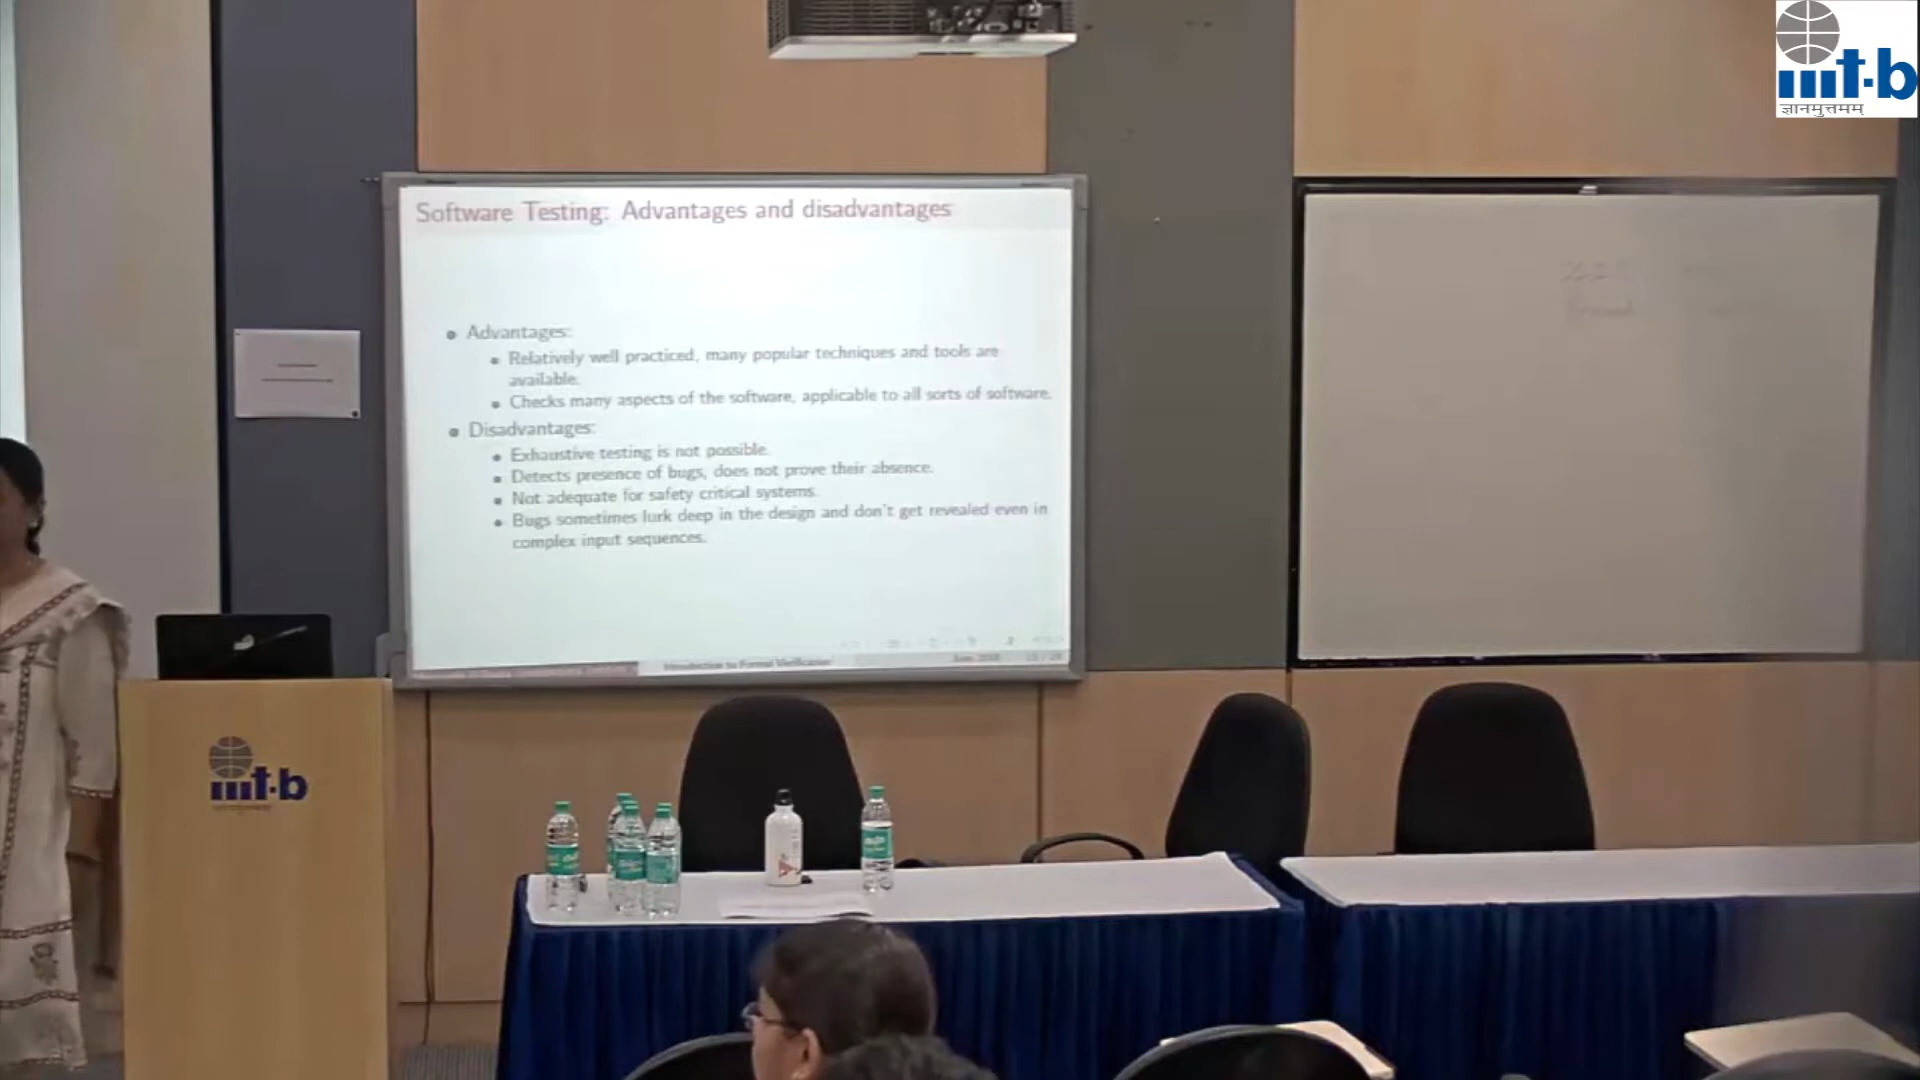 iiit-b
ज्ञानमुत्तमम्
Software Testing: Advantages and disadvantages
Advantages:
Relatively well practiced, many popular techniques and tools are
available.
Checks many aspects of the software, applicable to all sorts of software.
Disadvantages:
Exhaustive testing is not possible.
Detects presence of bugs, does not prove their absence.
Not adequate for safety critical systems.
Bugs sometimes lurk deep in the design and don't get revealed even in
complex input sequences.
Introduction to Formal Verification
iiit-b